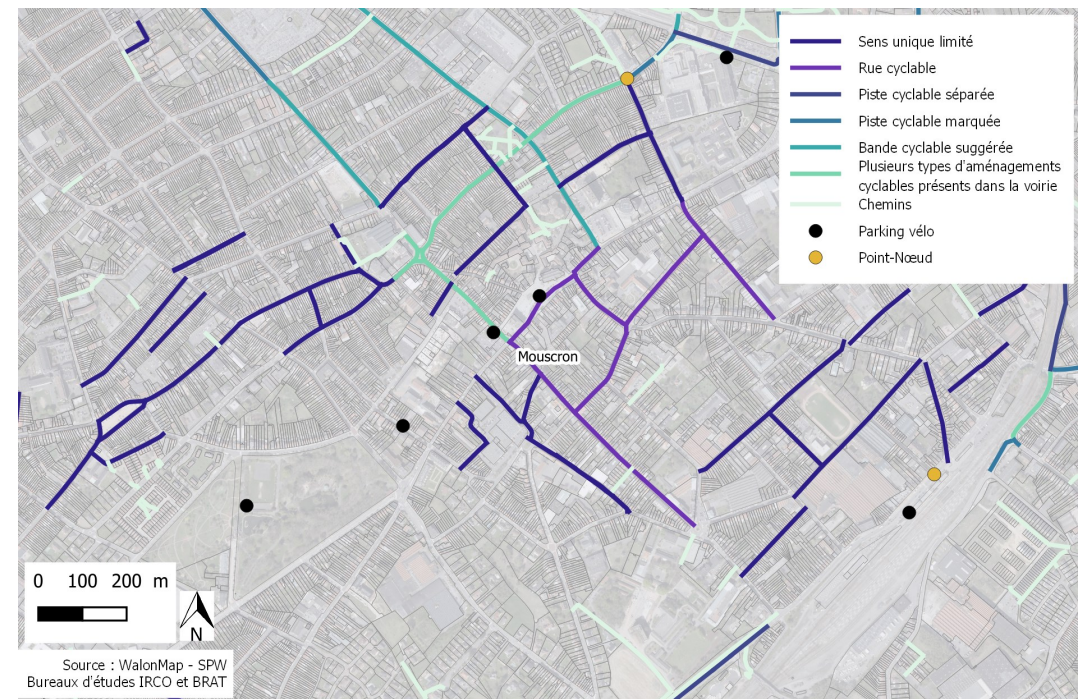 Sens unique limité
Rue cyclable
Piste cyclable séparée
Piste cyclable marquée
Bande cyclable suggérée
Plusieurs types d'aménagements
cyclables présents dans la voirie
Chemins
Parking vélo
Point-Nœud
Mouscron
0 100 200 m
N
Source : WalonMap - SPW
Bureaux d'études IRCO et BRAT